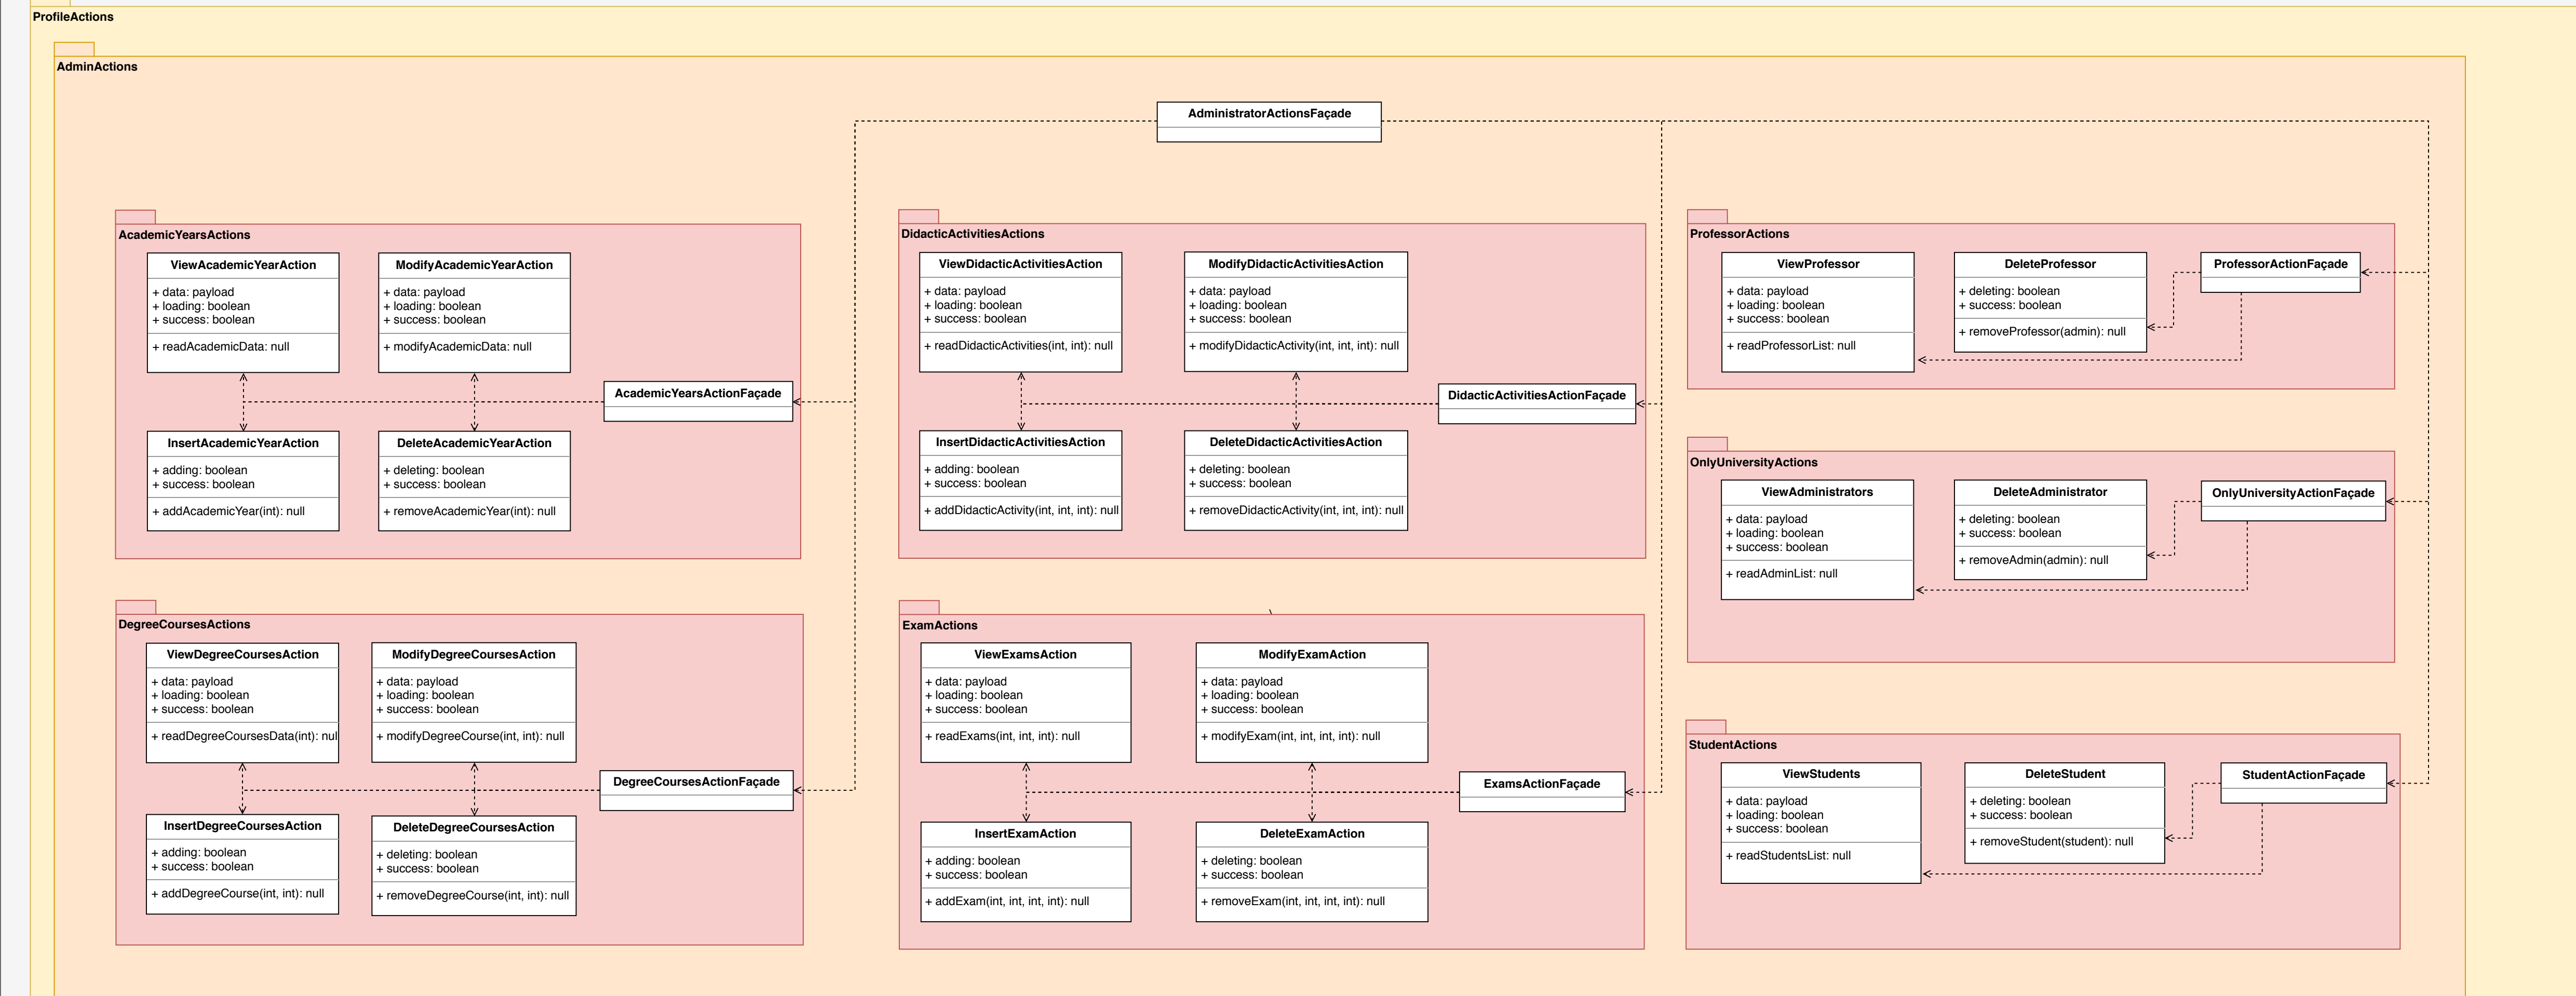 ProfileActions
AdminActions
AdministratorActionsFaçade
AcademicYearsActions
ViewAcademicYearAction
+ data: payload
+ loading: boolean
+ success: boolean
+ readAcademicData: null
ModifyAcademicYearAction
+ data: payload
+ loading: boolean
+ success: boolean
+ modifyAcademicData: null
AcademicYearsActionFaçade
InsertAcademicYearAction
+ adding: boolean
+ success: boolean
+ addAcademicYear(int): null
DeleteAcademicYearAction
+ deleting: boolean
+ success: boolean
+ removeAcademicYear(int): null
DidacticActivitiesActions
ViewDidacticActivitiesAction
+ data: payload
+ loading: boolean
+ success: boolean
+ readDidacticActivities(int, int): null
ModifyDidacticActivitiesAction
+ data: payload
+ loading: boolean
+ success: boolean
+ modifyDidacticActivity(int, int, int): null
DidacticActivitiesActionFaçade
InsertDidacticActivitiesAction
+ adding: boolean
+ success: boolean
+ addDidacticActivity(int, int, int): null
DeleteDidacticActivitiesAction
+ deleting: boolean
+ success: boolean
+ removeDidacticActivity(int, int, int): null
ProfessorActions
ViewProfessor
+ data: payload
+ loading: boolean
+ success: boolean
+ readProfessorList: null
DeleteProfessor
+ deleting: boolean
+ success: boolean
+ removeProfessor(admin): null
ProfessorActionFaçade
OnlyUniversityActions
ViewAdministrators
+ data: payload
+ loading: boolean
+ success: boolean
+ readAdminList: null
DeleteAdministrator
+ deleting: boolean
+ success: boolean
+ removeAdmin(admin): null
OnlyUniversityActionFaçade
DegreeCoursesActions
ViewDegreeCoursesAction
+ data: payload
+ loading: boolean
+ success: boolean
+ readDegreeCoursesData(int): nul
ModifyDegreeCoursesAction
+ data: payload
+ loading: boolean
+ success: boolean
+ modifyDegreeCourse(int, int): null
DegreeCoursesActionFaçade
InsertDegreeCoursesAction
+ adding: boolean
+ success: boolean
+ addDegreeCourse(int, int): null
DeleteDegreeCoursesAction
+ deleting: boolean
+ success: boolean
+ removeDegreeCourse(int, int): null
ExamActions
ViewExamsAction
+ data: payload
+ loading: boolean
+ success: boolean
+ readExams(int, int, int): null
ModifyExamAction
+ data: payload
+ loading: boolean
+ success: boolean
+ modifyExam(int, int, int, int): null
ExamsActionFaçade
InsertExamAction
+ adding: boolean
+ success: boolean
+ addExam(int, int, int, int): null
DeleteExamAction
+ deleting: boolean
+ success: boolean
+ removeExam(int, int, int, int): null
StudentActions
ViewStudents
+ data: payload
+ loading: boolean
+ success: boolean
+ readStudentsList: null
DeleteStudent
+ deleting: boolean
+ success: boolean
+ removeStudent(student): null
StudentActionFaçade